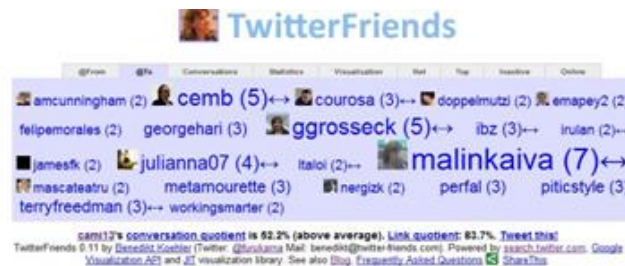 TwitterFriends
@From @To Conversations Statistics Visualisation Net Top Inactive Online
amcunningham (2) cemb (5)↔ courosa (3)↔ doppelmutzi (2) emapey2 (2)
felipemorales (2) georgehari (3) ggrosseck (5)↔ ibz (3)↔ irulan (2)↔
jamesfk (2) julianna07 (4)↔ ltaloi (2)↔ malinkaiva (7)↔
mascateatru (2) metamourette (3) nergizk (2) perfal (3) piticstyle (3
terryfreedman (3)↔ workingsmarter (2)
cami13's conversation quotient is 52.2% (above average). Link quotient: 83.7%. Tweet this!
TwitterFriends 0.11 by Benedikt Koehler (Twitter: @furukama Mail: benedikt@twitter-friends.com). Powered by search.twitter.com, Google
Visualization API and JIT visualization library. See also Blog, Frequently Asked Questions ShareThis